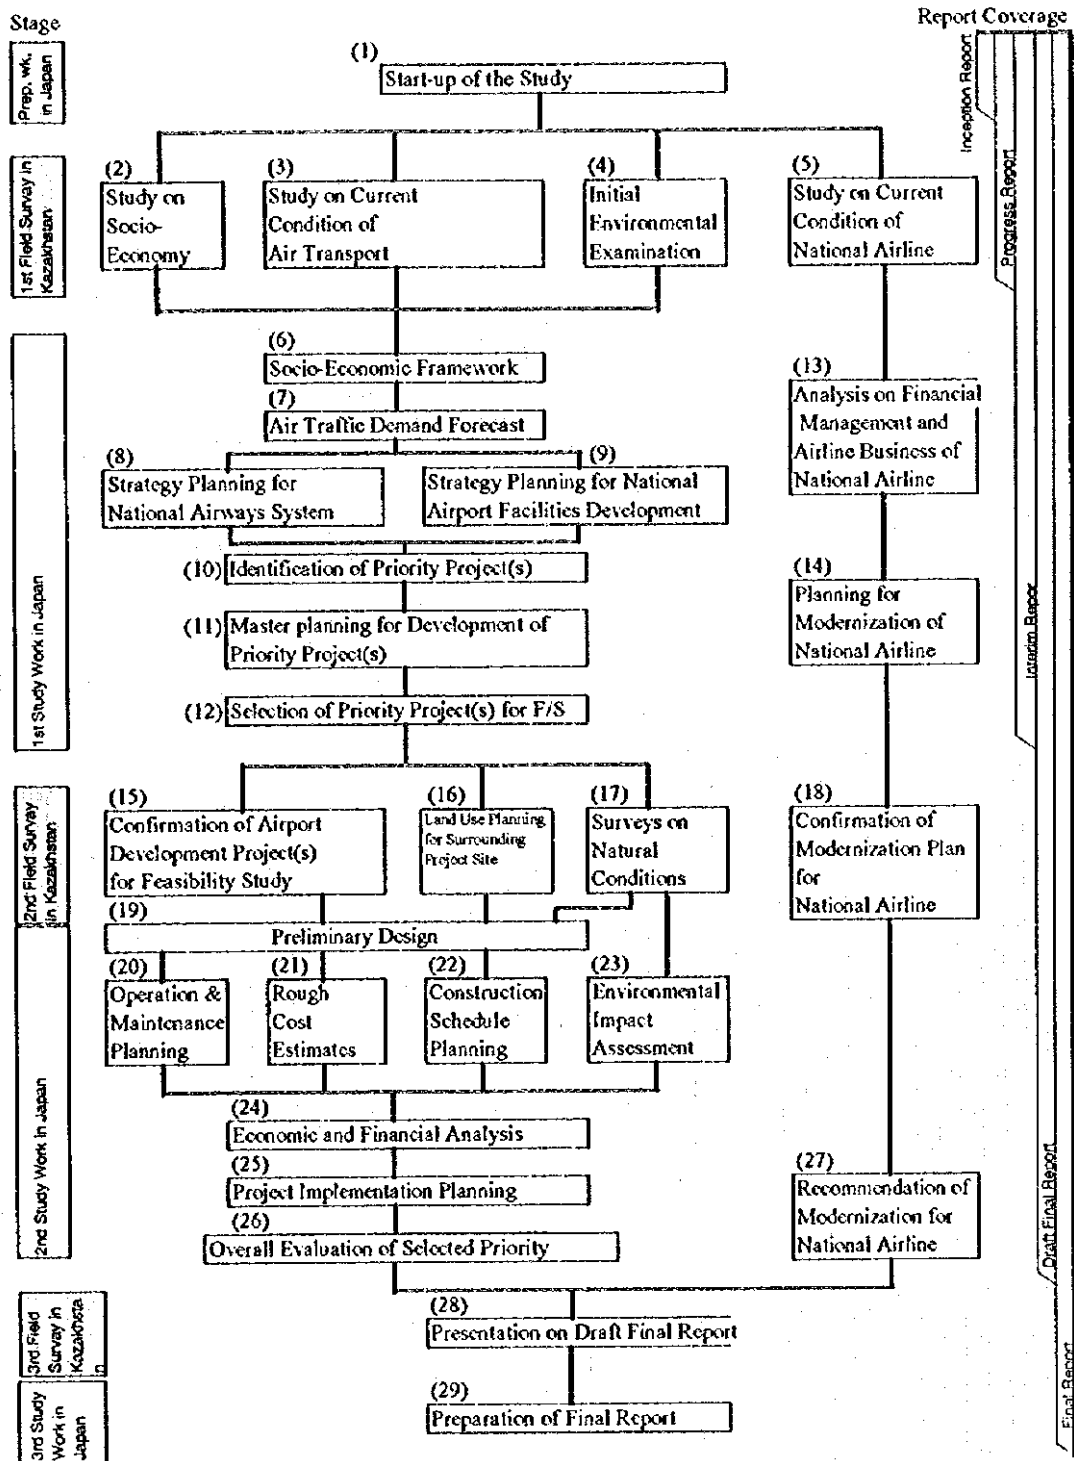 Stage
Report Coverage
Prep. wk.
in Japan
(1)
Start-up of the Study
Inception Report
1st Field Survay in
Kazakhstan
(2)
Study on
Socio-
Economy
(3)
Study on Current
Condition of
Air Transport
(4)
Initial
Environmental
Examination
(5)
Study on Current
Condition of
National Airline
Progress Report
1st Study Work in Japan
(6)
Socio-Economic Framework
(7)
Air Traffic Demand Forecast
(8)
Strategy Planning for
National Airways System
(9)
Strategy Planning for National
Airport Facilities Development
(10) Identification of Priority Project(s)
(11) Master planning for Development of
Priority Project(s)
(12) Selection of Priority Project(s) for F/S
(13)
Analysis on Financial
Management and
Airline Business of
National Airline
(14)
Planning for
Modernization of
National Airline
Interim Repor
2nd Field Survay
in Kazakhstan
(15)
Confirmation of Airport
Development Project(s)
for Feasibility Study
(16)
Land Use Planning
for Surrounding
Project Site
(17)
Surveys on
Natural
Conditions
(18)
Confirmation of
Modernization Plan
for
National Airline
2nd Study Work in Japan
(19)
Preliminary Design
(20)
Operation &
Maintenance
Planning
(21)
Rough
Cost
Estimates
(22)
Construction
Schedule
Planning
(23)
Environmental
Impact
Assessment
(24)
Economic and Financial Analysis
(25)
Project Implementation Planning
(26)
Overall Evaluation of Selected Priority
(27)
Recommendation of
Modernization for
National Airline
Draft Final Report
3rd Field
Survay in
Kazakhsta
n
(28)
Presentation on Draft Final Report
3rd Study
Work in
Japan
(29)
Preparation of Final Report
Final Report